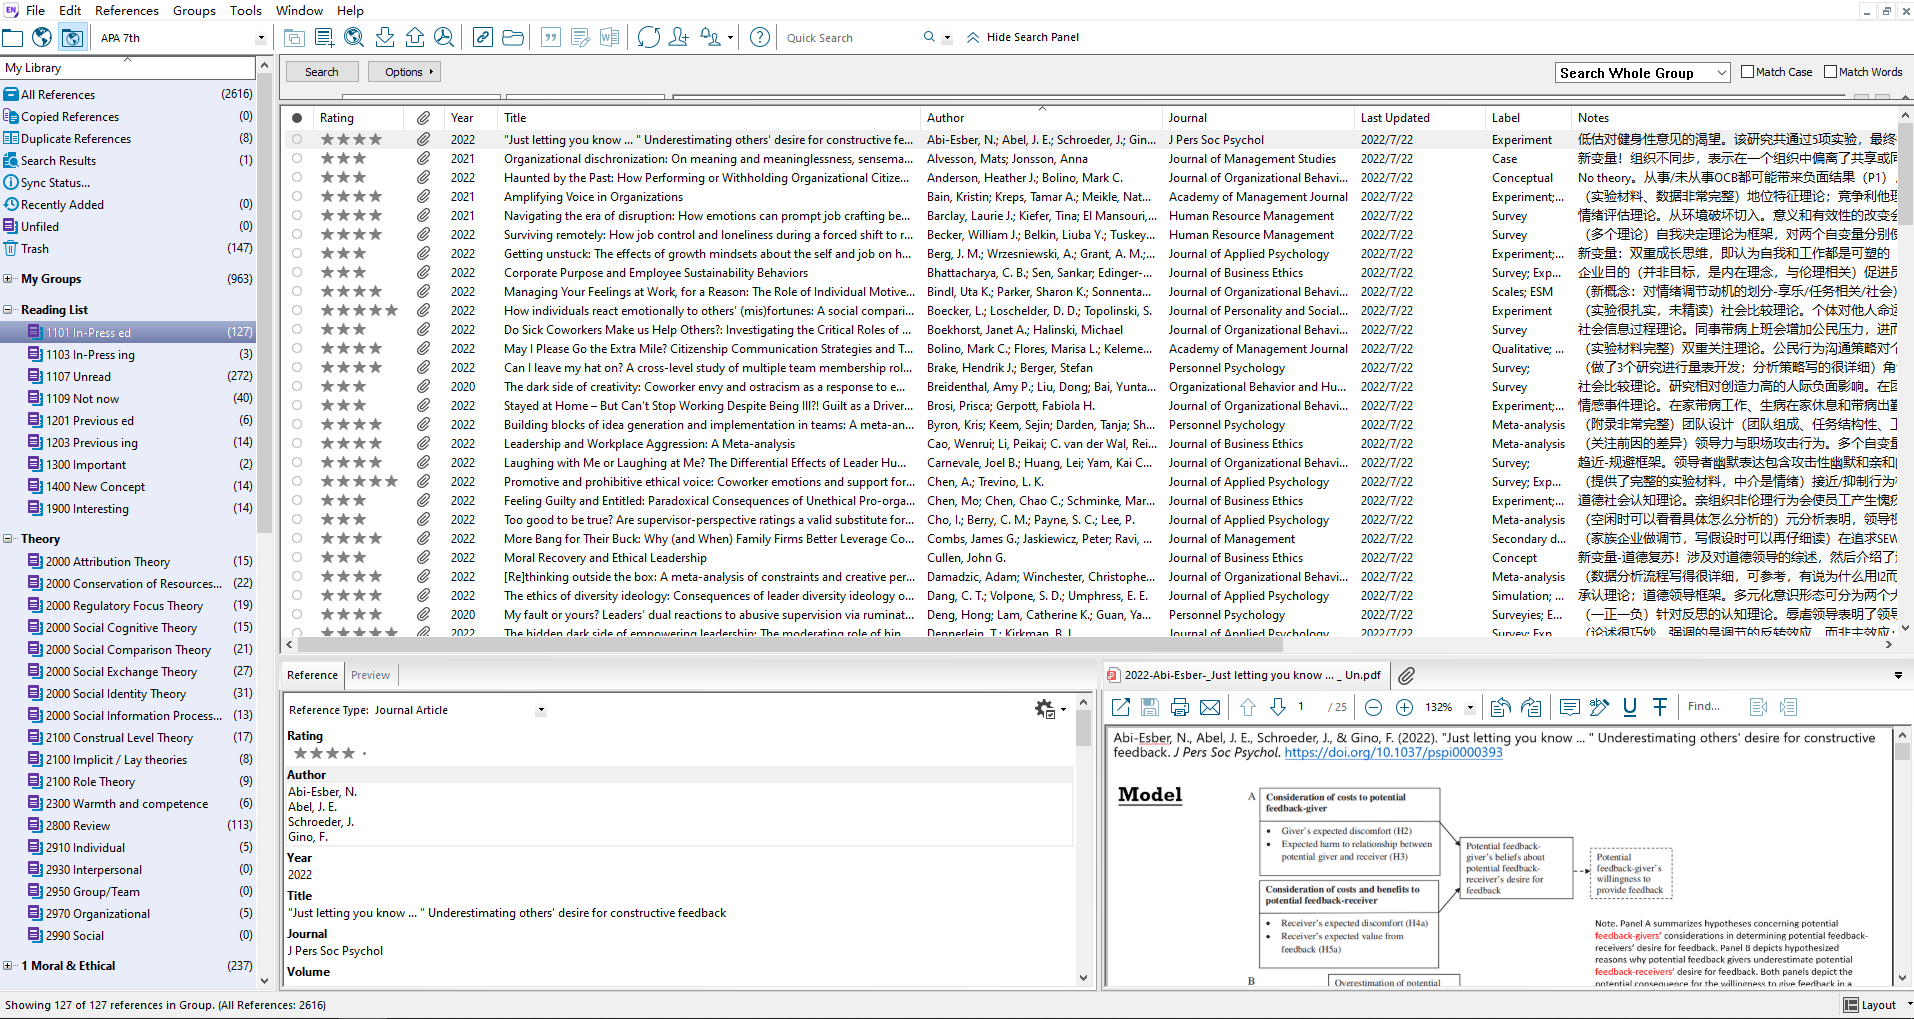 EN File Edit References Groups Tools Window Help
APA 7th
Quick Search
Hide Search Panel
My Library
All References (2616)
Copied References (0)
Duplicate References (8)
Search Results (1)
Sync Status...
Recently Added (0)
Unfiled (0)
Trash (147)
My Groups (963)
Reading List
1101 In-Press ed (127)
1103 In-Press ing (3)
1107 Unread (272)
1109 Not now (40)
1201 Previous ed (6)
1203 Previous ing (14)
1300 Important (2)
1400 New Concept (14)
1900 Interesting (14)
Theory
2000 Attribution Theory (15)
2000 Conservation of Resources... (22)
2000 Regulatory Focus Theory (19)
2000 Social Cognitive Theory (15)
2000 Social Comparison Theory (21)
2000 Social Exchange Theory (27)
2000 Social Identity Theory (31)
2000 Social Information Process... (13)
2100 Construal Level Theory (17)
2100 Implicit / Lay theories (8)
2100 Role Theory (9)
2300 Warmth and competence (6)
2800 Review (113)
2910 Individual (5)
2930 Interpersonal (0)
2950 Group/Team (0)
2970 Organizational (5)
2990 Social (0)
1 Moral & Ethical (237)
Search Options Search Whole Group Match Case Match Words
Rating Year Title Author Journal Last Updated Label Notes
2022 "Just letting you know ... " Underestimating others' desire for constructive fe... Abi-Esber, N.; Abel, J. E.; Schroeder, J.; Gin... J Pers Soc Psychol 2022/7/22 Experiment 低估对健身性意见的渴望。该研究共通过5项实验，最终
2021 Organizational dischronization: On meaning and meaninglessness, sensema... Alvesson, Mats; Jonsson, Anna Journal of Management Studies 2022/7/22 Case 新变量！组织不同步，表示在一个组织中偏离了共享或同
2022 Haunted by the Past: How Performing or Withholding Organizational Citize... Anderson, Heather J.; Bolino, Mark C. Journal of Management 2022/7/22 Conceptual No theory。从事/未从事OCB都可能带来负面结果（P1），
2021 Amplifying Voice in Organizations Bain, Kristin; Kreps, Tamar A.; Meikle, Nat... Academy of Management Journal 2022/7/22 Experiment;... （实验材料、数据非常完整）地位特征理论；竞争利他理
2021 Navigating the era of disruption: How emotions can prompt job crafting be... Barclay, Laurie J.; Kiefer, Tina; El Mansouri,... Human Resource Management 2022/7/22 Survey 情绪评估理论。从环境破坏切入。意义和有效性的改变会
2022 Surviving remotely: How job control and loneliness during a forced shift to r... Becker, William J.; Belkin, Liuba Y.; Tuskey... Human Resource Management 2022/7/22 Survey （多个理论）自我决定理论为框架，对两个自变量分别使
2022 Getting unstuck: The effects of growth mindsets about the self and job on h... Berg, J. M.; Wrzesniewski, A.; Grant, A. M.;... Journal of Applied Psychology 2022/7/22 Experiment;... 新变量：双重成长思维，即认为自我和工作都是可塑的（
2022 Corporate Purpose and Employee Sustainability Behaviors Bhattacharya, C. B.; Sen, Sankar; Edinger-... Journal of Business Ethics 2022/7/22 Survey; Exp... 企业目的（并非目标，是内在理念，与伦理相关）促进员
2022 Managing Your Feelings at Work, for a Reason: The Role of Individual Motive... Bindl, Uta K.; Parker, Sharon K.; Sonnenta... Journal of Organizational Behavi... 2022/7/22 Scales; ESM （新概念：对情绪调节动机的划分-享乐/任务相关/社会）
2022 How individuals react emotionally to others' (mis)fortunes: A social compari... Boecker, L.; Loschelder, D. D.; Topolinski, S. Journal of Personality and Social... 2022/7/22 Experiment （实验很扎实，未精读）社会比较理论。个体对他人命运
2022 Do Sick Coworkers Make us Help Others?: Investigating the Critical Roles of ... Boekhorst, Janet A.; Halinski, Michael Journal of Organizational Behavi... 2022/7/22 Survey 社会信息过程理论。同事带病上班会增加公民压力，进而
2022 May I Please Go the Extra Mile? Citizenship Communication Strategies and T... Bolino, Mark C.; Flores, Marisa L.; Keleme... Academy of Management Journal 2022/7/22 Qualitative; ... （实验材料完整）双重关注理论。公民行为沟通策略对个
2022 Can I leave my hat on? A cross-level study of multiple team membership rol... Brake, Hendrik J.; Berger, Stefan Personnel Psychology 2022/7/22 Survey; （做了3个研究进行量表开发；分析策略写的很详细）角色
2020 The dark side of creativity: Coworker envy and ostracism as a response to e... Breidenthal, Amy P.; Liu, Dong; Bai, Yunta... Organizational Behavior and Hu... 2022/7/22 Survey 社会比较理论。研究相对创造力高的人际负面影响。在团
2022 Stayed at Home – But Can't Stop Working Despite Being Ill?! Guilt as a Driver... Brosi, Prisca; Gerpott, Fabiola H. Journal of Organizational Behavi... 2022/7/22 Experiment;... 情感事件理论。在家带病工作、生病在家休息和带病出勤
2022 Building blocks of idea generation and implementation in teams: A meta-an... Byron, Kris; Keem, Sejin; Darden, Tanja; Sh... Personnel Psychology 2022/7/22 Meta-analysis （附录非常完整）团队设计（团队组成、任务结构性、工
2022 Leadership and Workplace Aggression: A Meta-analysis Cao, Wenrui; Li, Peikai; C. van der Wal, Rei... Journal of Business Ethics 2022/7/22 Meta-analysis （关注前因的差异）领导力与职场攻击行为。多个自变量
2022 Laughing with Me or Laughing at Me? The Differential Effects of Leader Hu... Carnevale, Joel B.; Huang, Lei; Yam, Kai C... Journal of Organizational Behavi... 2022/7/22 Survey; 趋近-规避框架。领导者幽默表达包含攻击性幽默和亲和
2022 Promotive and prohibitive ethical voice: Coworker emotions and support for... Chen, A.; Trevino, L. K. Journal of Applied Psychology 2022/7/22 Survey; Exp... （提供了完整的实验材料，中介是情绪）接近/抑制行为
2022 Feeling Guilty and Entitled: Paradoxical Consequences of Unethical Pro-orga... Chen, Mo; Chen, Chao C.; Schminke, Mar... Journal of Business Ethics 2022/7/22 Experiment;... 道德社会认知理论。亲组织非伦理行为会使员工产生愧疚
2022 Too good to be true? Are supervisor-perspective ratings a valid substitute for... Cho, I.; Berry, C. M.; Payne, S. C.; Lee, P. Journal of Applied Psychology 2022/7/22 Meta-analysis （空闲时可以看看具体怎么分析的）元分析表明，领导视
2022 More Bang for Their Buck: Why (and When) Family Firms Better Leverage Co... Combs, James G.; Jaskiewicz, Peter; Ravi, ... Journal of Management 2022/7/22 Secondary d... （家族企业做调节，写假设时可以再仔细读）在追求SEW
2022 Moral Recovery and Ethical Leadership Cullen, John G. Journal of Business Ethics 2022/7/22 Concept 新变量-道德复苏！涉及对道德领导的综述，然后介绍了
2022 [Re]thinking outside the box: A meta-analysis of constraints and creative per... Damadzic, Adam; Winchester, Christophe... Journal of Organizational Behavi... 2022/7/22 Meta-analysis （数据分析流程写得很详细，可参考，有说为什么用I2而
2022 The ethics of diversity ideology: Consequences of leader diversity ideology o... Dang, C. T.; Volpone, S. D.; Umphress, E. E. Journal of Applied Psychology 2022/7/22 Simulation; ... 承认理论；道德领导框架。多元化意识形态可分为两个大
2020 My fault or yours? Leaders' dual reactions to abusive supervision via ruminat... Deng, Hong; Lam, Catherine K.; Guan, Ya... Personnel Psychology 2022/7/22 Surveyies; E... （一正一负）针对反思的认知理论。辱虐领导表明了领导
2022 The hidden dark side of empowering leadership: The moderating role of hin... Dennerlein, T.; Kirkman, B. L. Journal of Applied Psychology 2022/7/22 Survey; Exp... （论述很巧妙，强调的是调节的反转效应，而非主效应；
Reference Preview
Reference Type: Journal Article
Rating
Author
Abi-Esber, N.
Abel, J. E.
Schroeder, J.
Gino, F.
Year
2022
Title
"Just letting you know ... " Underestimating others' desire for constructive feedback
Journal
J Pers Soc Psychol
Volume
2022-Abi-Esber-_Just letting you know ... _ Un.pdf
1 / 25 132% Find...
Abi-Esber, N., Abel, J. E., Schroeder, J., & Gino, F. (2022). "Just letting you know ... " Underestimating others' desire for constructive
feedback. J Pers Soc Psychol. https://doi.org/10.1037/pspi0000393
Model
A
Consideration of costs to potential
feedback-giver
• Giver's expected discomfort (H2)
• Expected harm to relationship between
potential giver and receiver (H3)
Consideration of costs and benefits to
potential feedback-receiver
• Receiver's expected discomfort (H4a)
• Receiver's expected value from
feedback (H5a)
Potential feedback-
giver's beliefs about
potential feedback-
receiver's desire for
feedback
Potential
feedback-giver's
willingness to
provide feedback
Note. Panel A summarizes hypotheses concerning potential
feedback-givers' considerations in determining potential feedback-
receivers' desire for feedback. Panel B depicts hypothesized
reasons why potential feedback givers underestimate potential
feedback-receivers' desire for feedback. Both panels depict the
potential consequence for the willingness to give feedback in a
B
Overestimation of potential
Showing 127 of 127 references in Group. (All References: 2616)
Layout